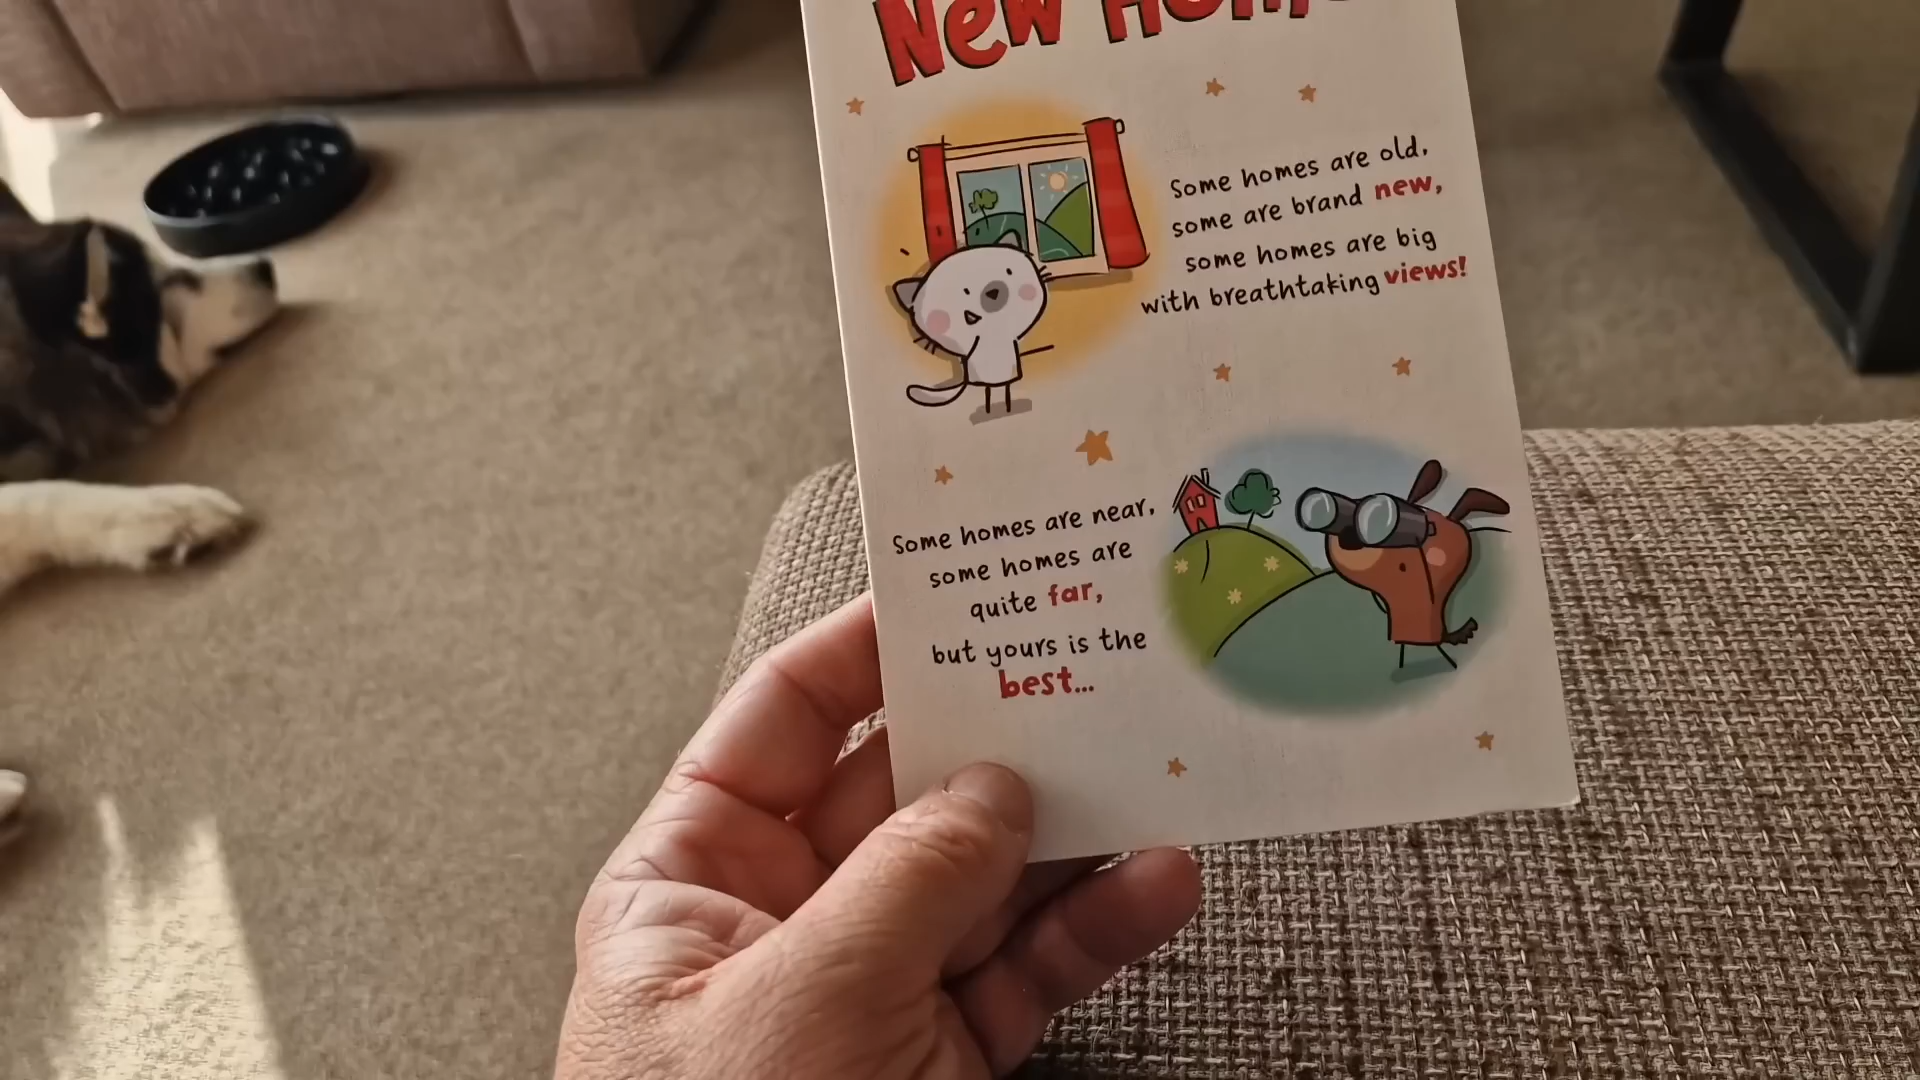 New Home
Some homes are old,
some are brand new,
some homes are big
with breathtaking views!
Some homes are near,
some homes are
quite far,
but yours is the
best...